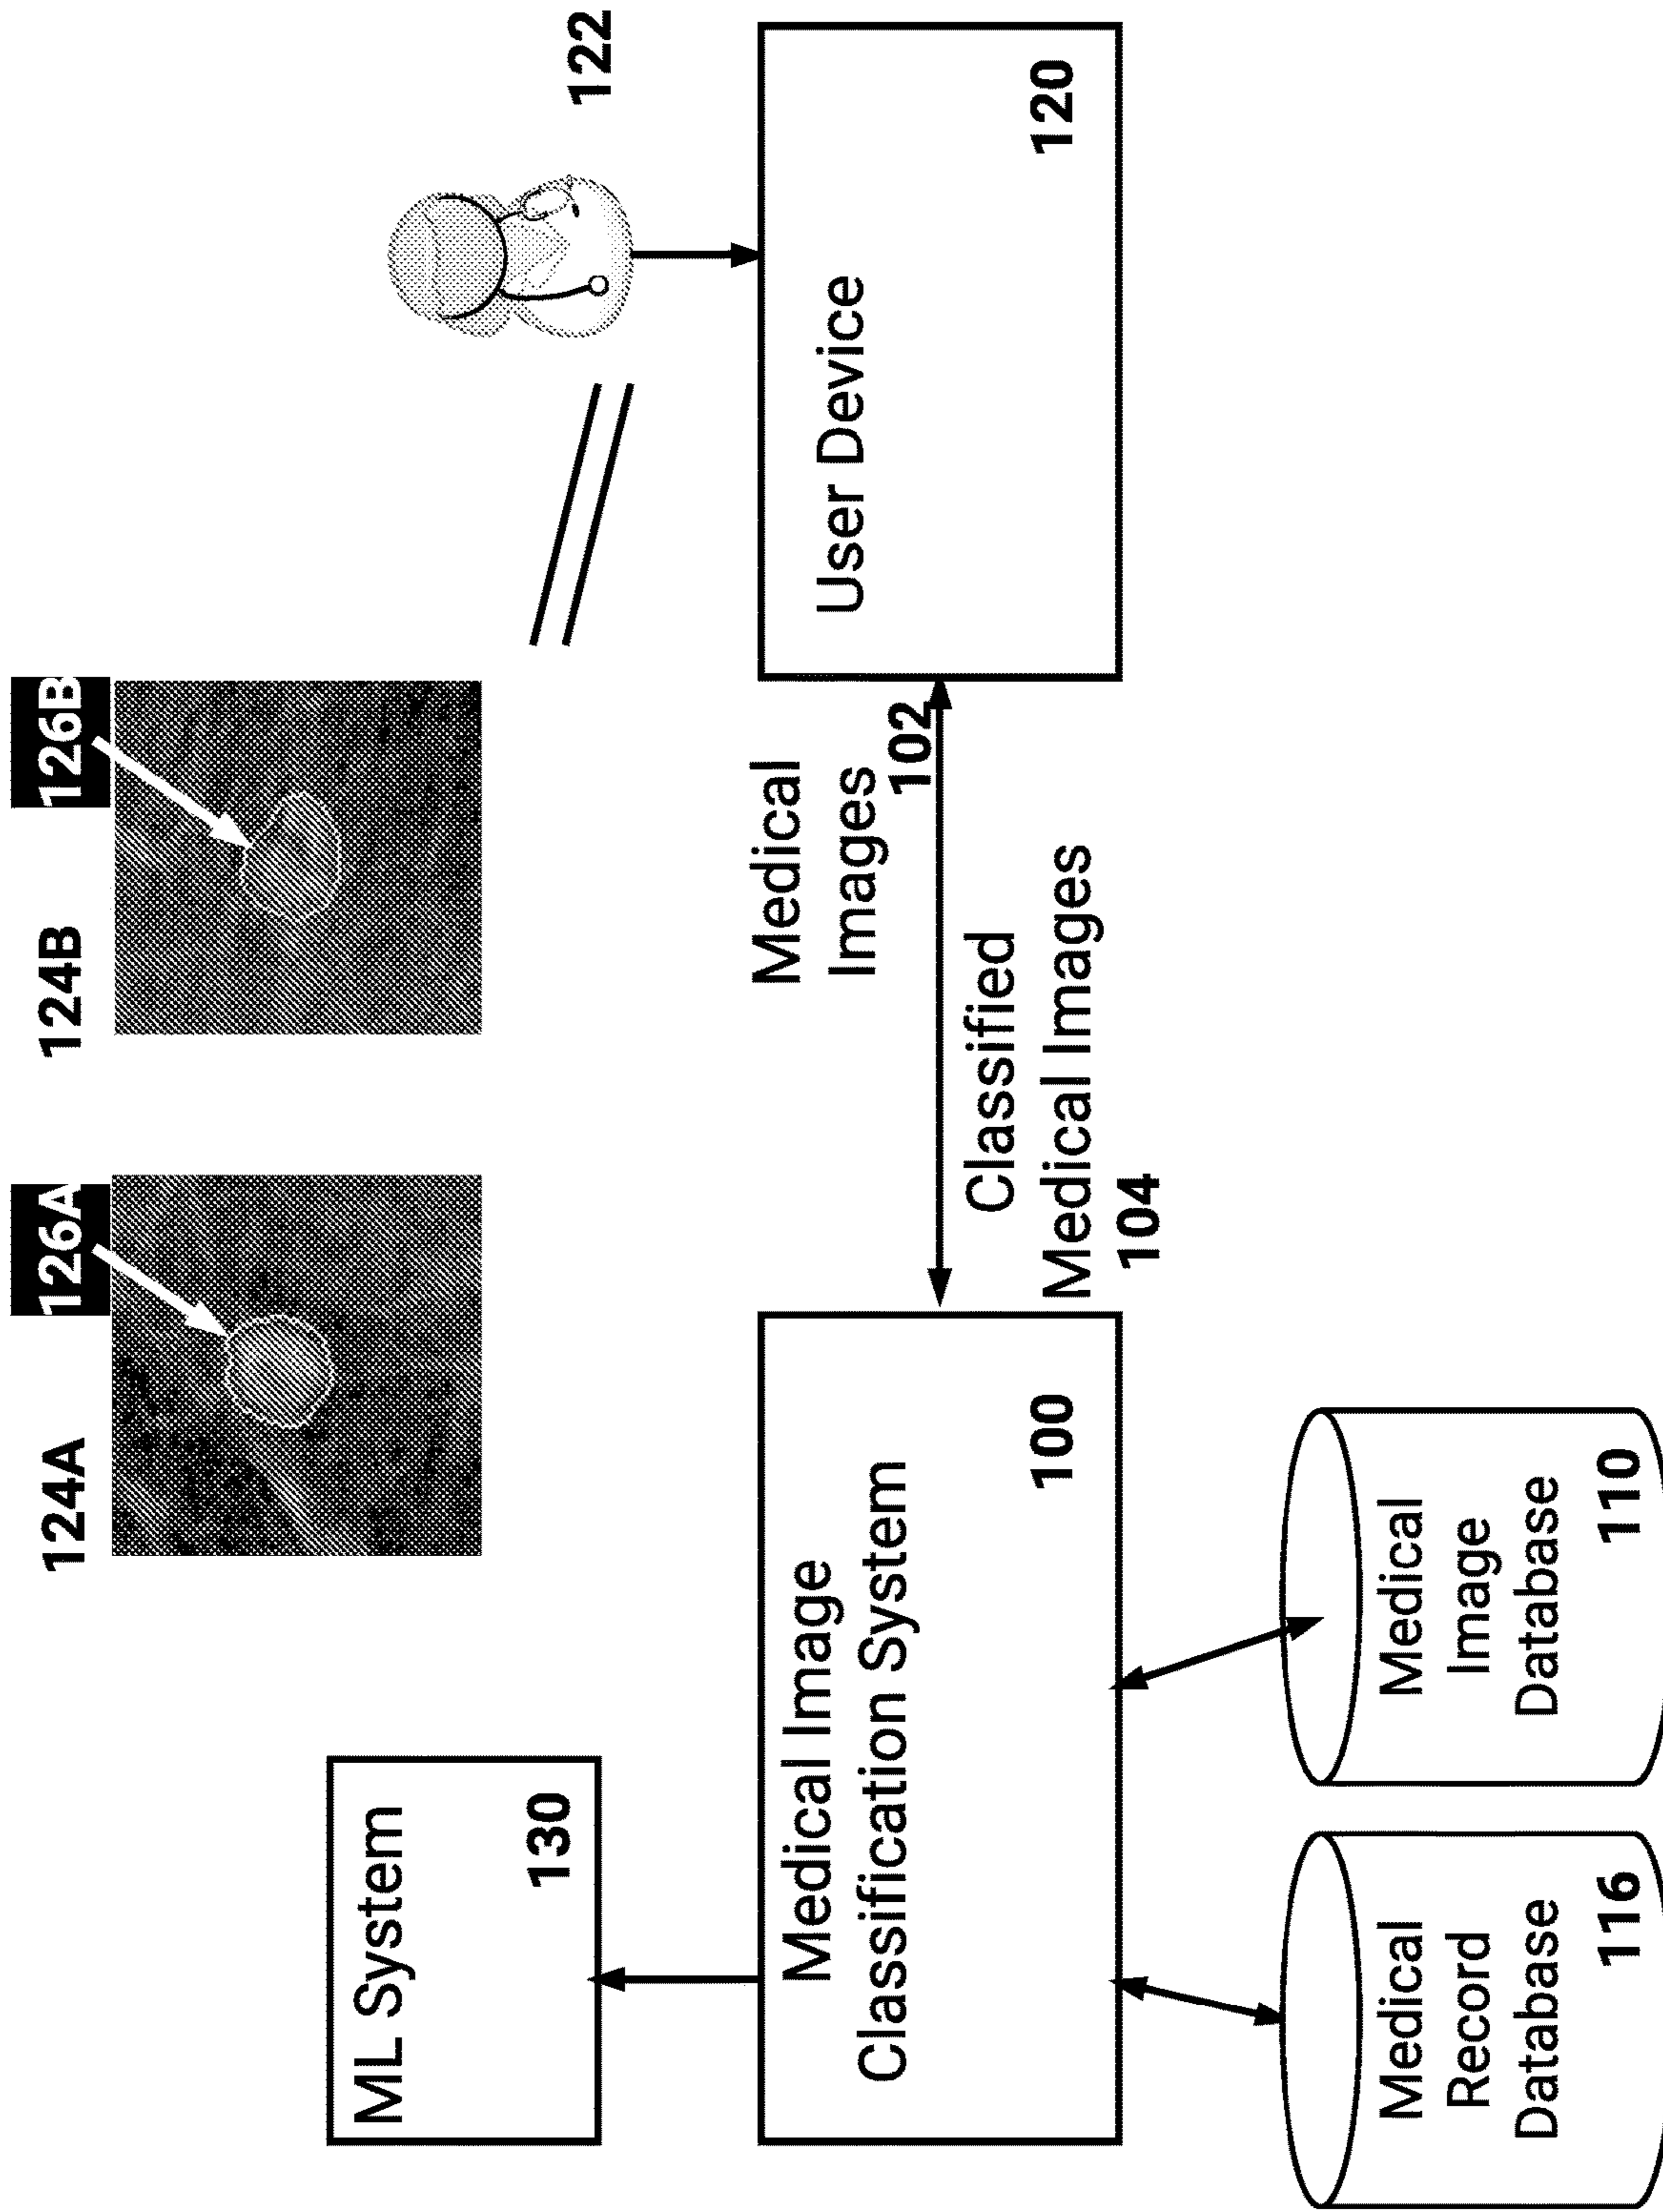 124A
126A
124B
126B
122
ML System
130
Medical Image
Classification System
100
Medical
Images
102
Classified
Medical Images
104
User Device
120
Medical
Record
Database
116
Medical
Image
Database
110